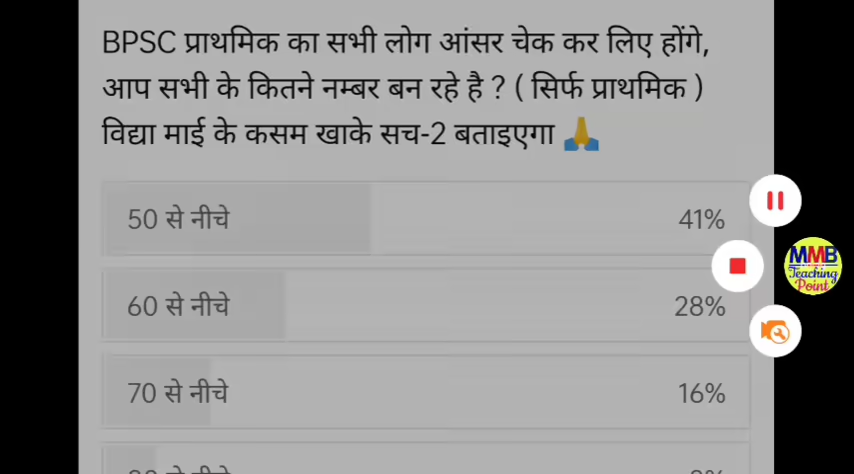 BPSC प्राथमिक का सभी लोग आंसर चेक कर लिए होंगे,
आप सभी के कितने नम्बर बन रहे है ? ( सिर्फ प्राथमिक )
विद्या माई के कसम खाके सच-2 बताइएगा 🙏
50 से नीचे 41%
60 से नीचे 28%
70 से नीचे 16%
MMB
Teaching
Point